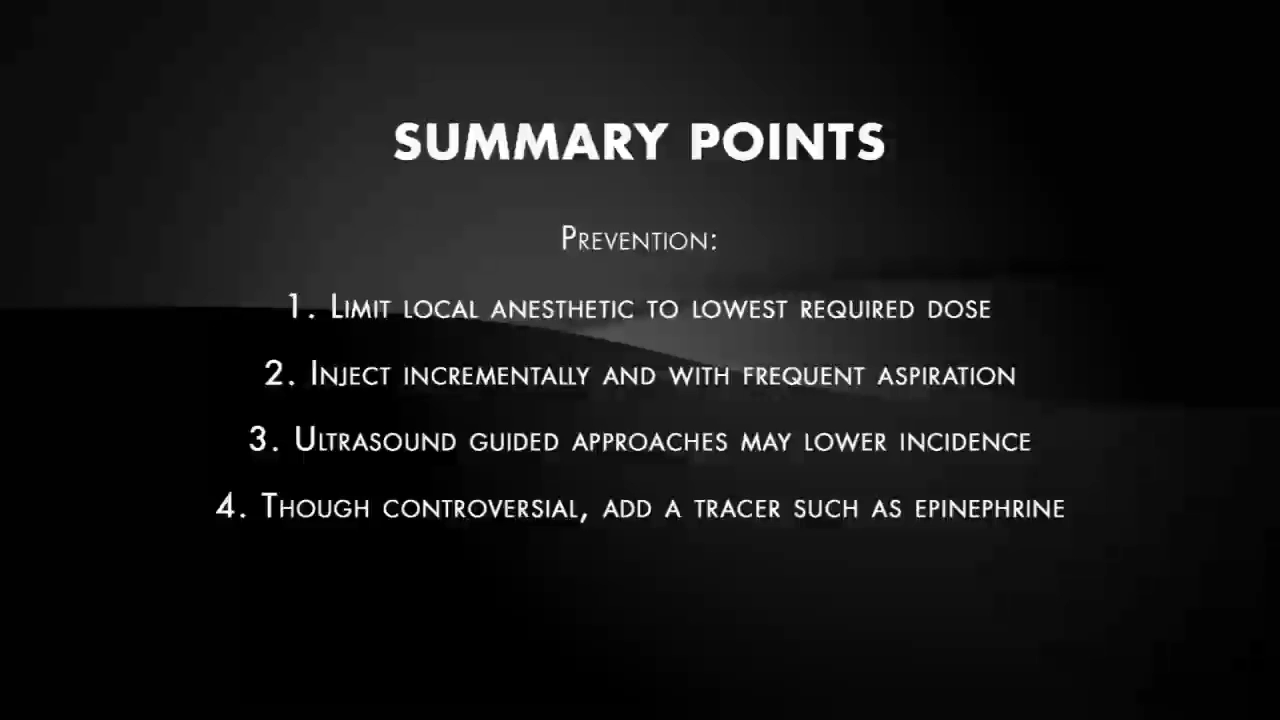 SUMMARY POINTS
PREVENTION:
1. LIMIT LOCAL ANESTHETIC TO LOWEST REQUIRED DOSE
2. INJECT INCREMENTALLY AND WITH FREQUENT ASPIRATION
3. ULTRASOUND GUIDED APPROACHES MAY LOWER INCIDENCE
4. THOUGH CONTROVERSIAL, ADD A TRACER SUCH AS EPINEPHRINE